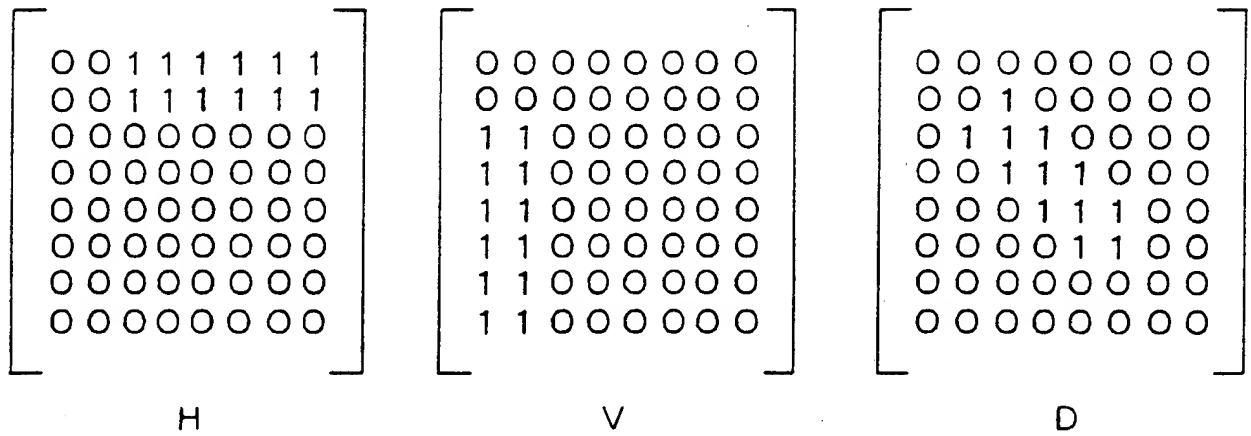 0 0 1 1 1 1 1 1 0 0 0 0 0 0 0 0 0 0 0 0 0 0 0 0
0 0 1 1 1 1 1 1 0 0 0 0 0 0 0 0 0 0 1 0 0 0 0 0
0 0 0 0 0 0 0 0 1 1 0 0 0 0 0 0 0 1 1 1 0 0 0 0
0 0 0 0 0 0 0 0 1 1 0 0 0 0 0 0 0 0 1 1 1 0 0 0
0 0 0 0 0 0 0 0 1 1 0 0 0 0 0 0 0 0 0 1 1 1 0 0
0 0 0 0 0 0 0 0 1 1 0 0 0 0 0 0 0 0 0 0 1 1 0 0
0 0 0 0 0 0 0 0 1 1 0 0 0 0 0 0 0 0 0 0 0 0 0 0
0 0 0 0 0 0 0 0 1 1 0 0 0 0 0 0 0 0 0 0 0 0 0 0
H V D